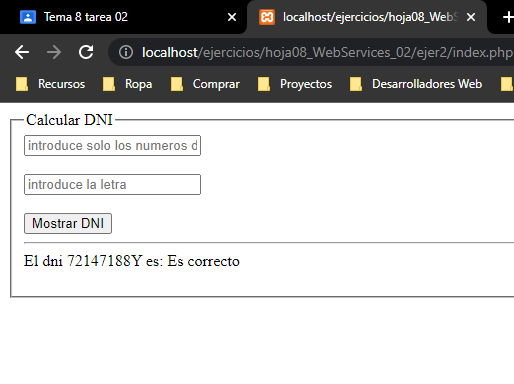 Tema 8 tarea 02
localhost/ejercicios/hoja08_WebS
localhost/ejercicios/hoja08_WebServices_02/ejer2/index.php
Recursos Ropa Comprar Proyectos Desarrolladores Web
Calcular DNI
introduce solo los numeros d
introduce la letra
Mostrar DNI
El dni 72147188Y es: Es correcto